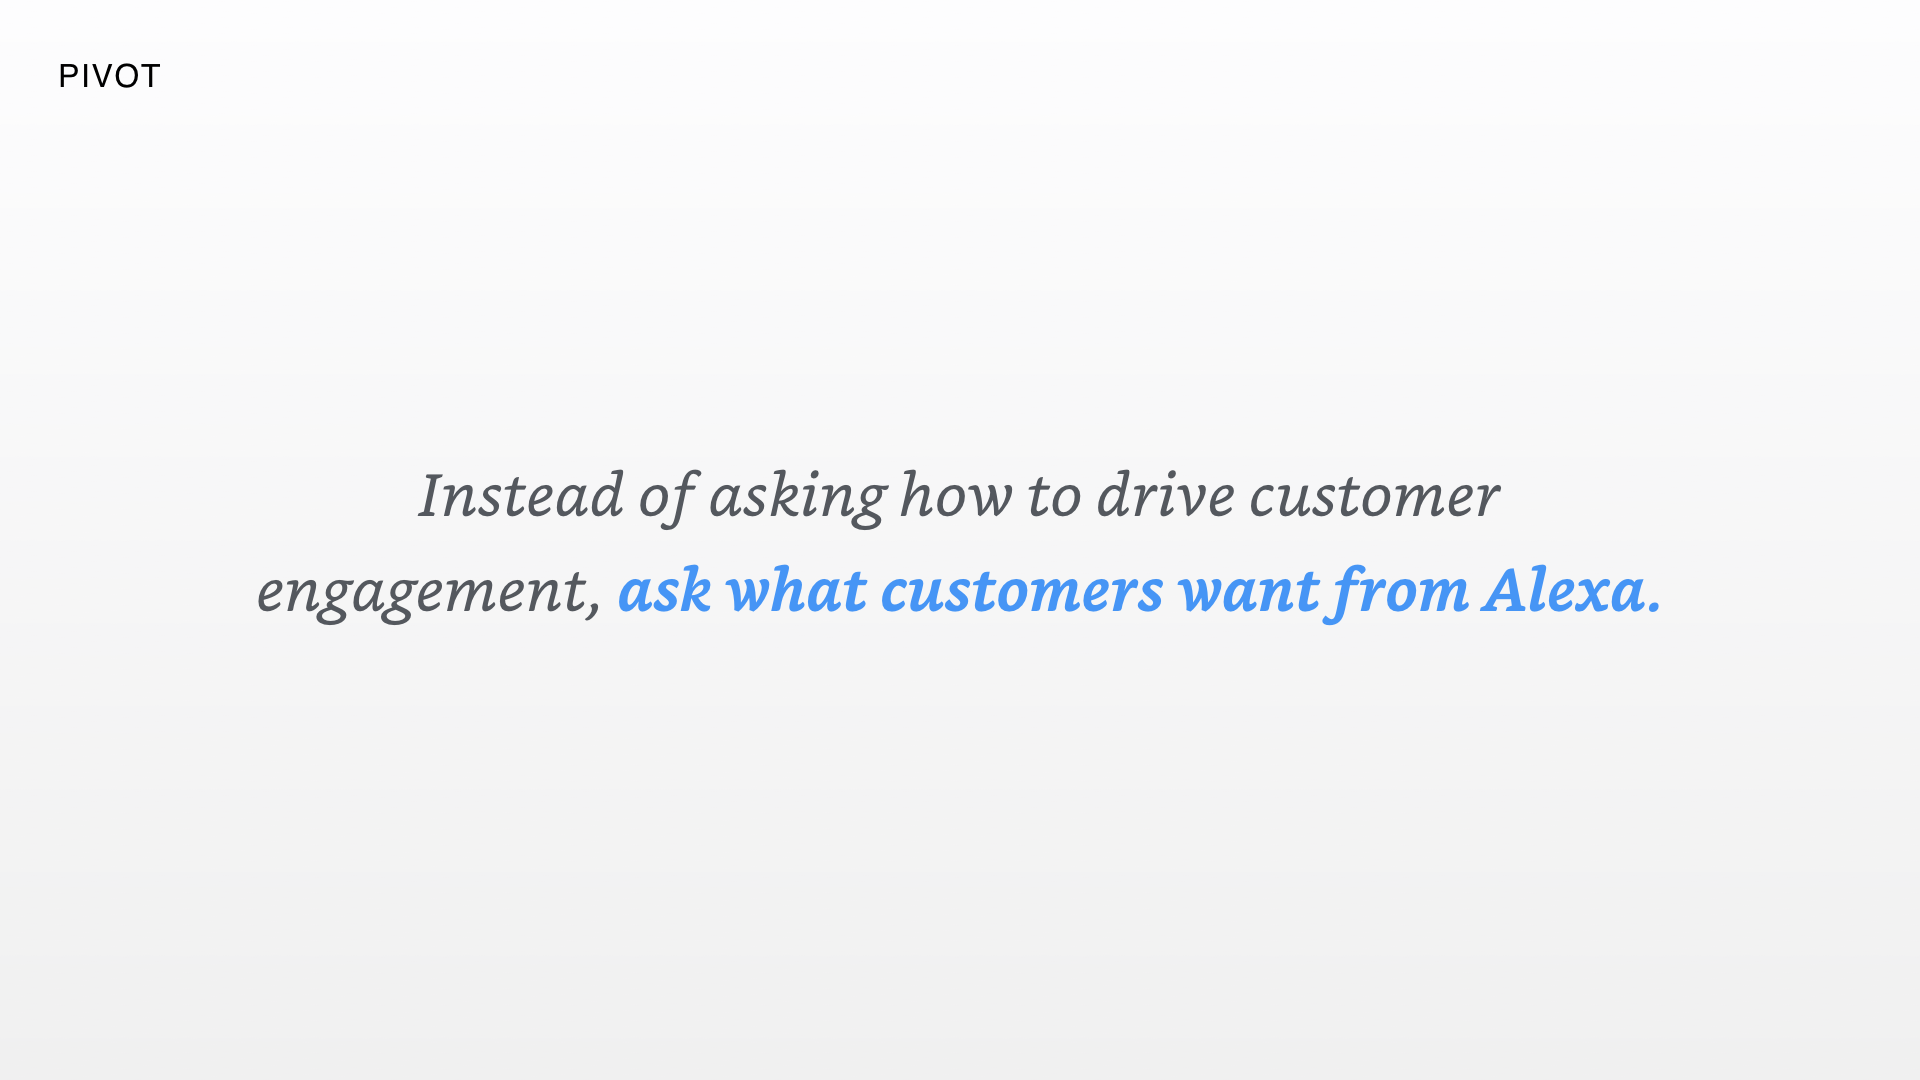 PIVOT
Instead of asking how to drive customer
engagement, ask what customers want from Alexa.